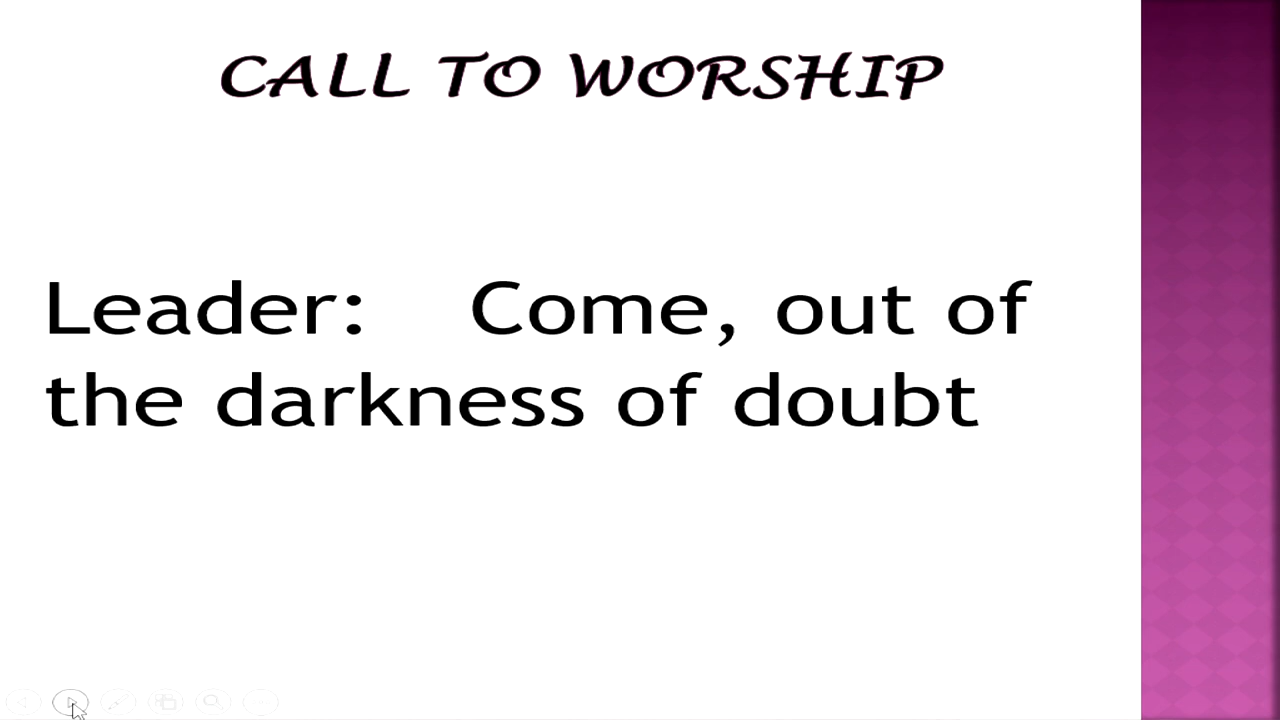 CALL TO WORSHIP
Leader: Come, out of
the darkness of doubt